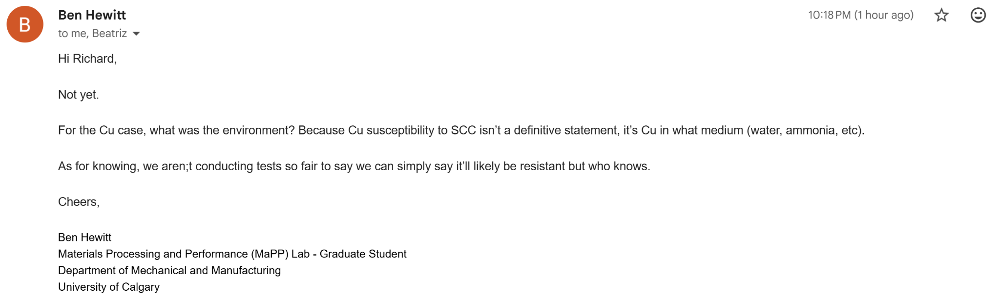 B
Ben Hewitt
10:18 PM (1 hour ago)
to me, Beatriz
Hi Richard,
Not yet.
For the Cu case, what was the environment? Because Cu susceptibility to SCC isn’t a definitive statement, it’s Cu in what medium (water, ammonia, etc).
As for knowing, we aren;t conducting tests so fair to say we can simply say it’ll likely be resistant but who knows.
Cheers,
Ben Hewitt
Materials Processing and Performance (MaPP) Lab - Graduate Student
Department of Mechanical and Manufacturing
University of Calgary